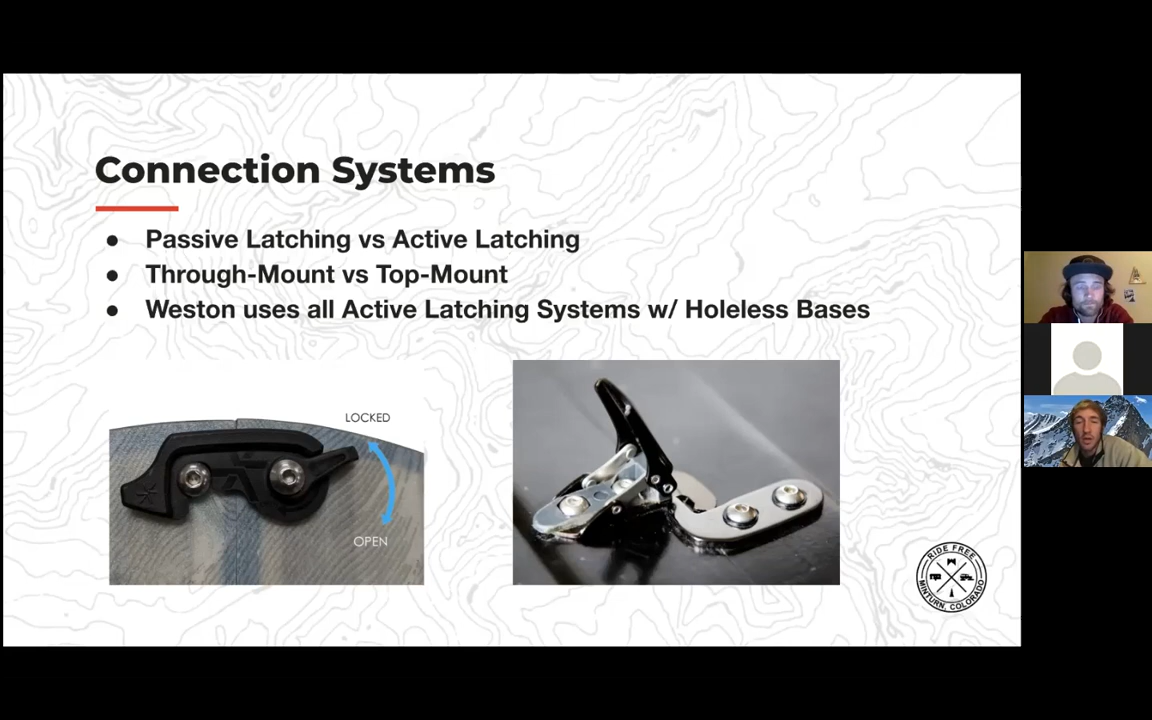 Connection Systems
Passive Latching vs Active Latching
Through-Mount vs Top-Mount
Weston uses all Active Latching Systems w/ Holeless Bases
LOCKED
OPEN
RIDE FREE
MINTURN, COLORADO